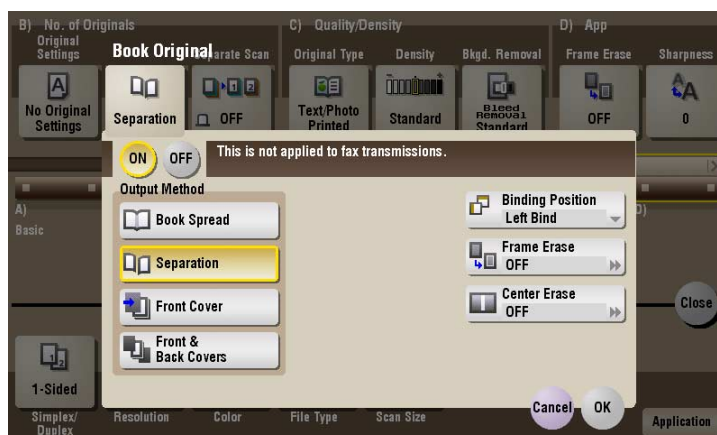 B) No. of Originals
C) Quality/Density
D) App
Original
Settings
Book Original
Separate Scan
Original Type
Density
Bkgd. Removal
Frame Erase
Sharpness
No Original
Settings
Separation
OFF
Text/Photo
Printed
Standard
Bleed
Removal
Standard
OFF
0
ON
OFF
This is not applied to fax transmissions.
Output Method
Book Spread
Separation
Front Cover
Front &
Back Covers
Binding Position
Left Bind
Frame Erase
OFF
Center Erase
OFF
A)
Basic
D)
Close
1-Sided
Cancel
OK
Simplex/
Duplex
Resolution
Color
File Type
Scan Size
Application